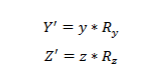 Y′ = y * R_y
Z′ = z * R_z